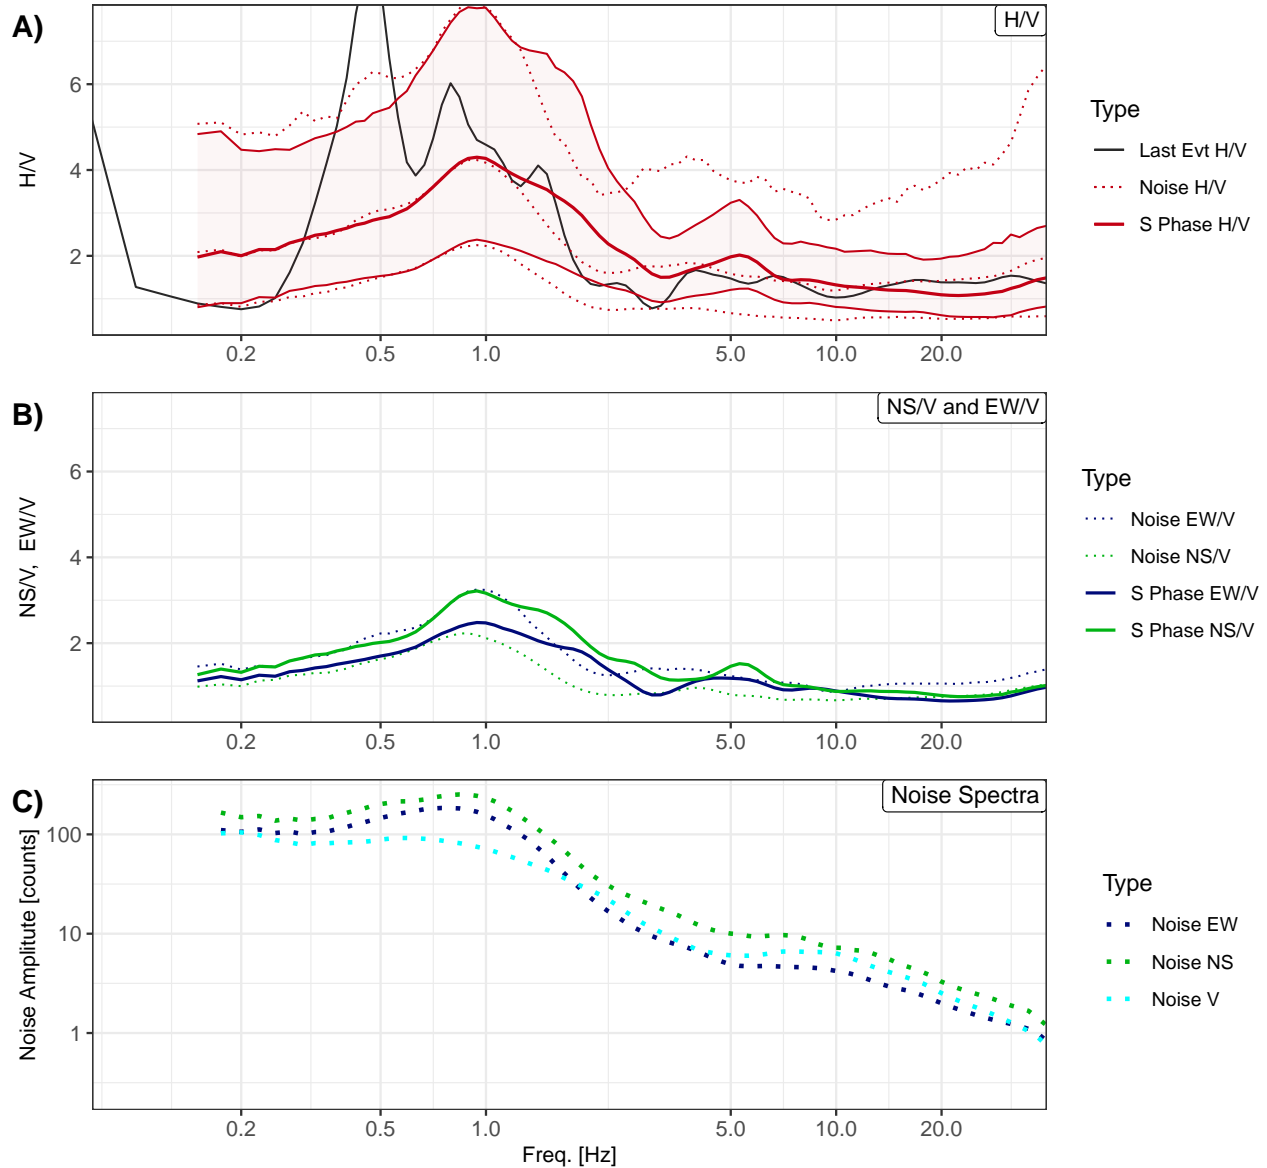 A)
H/V
H/V
6
4
2
0.2 0.5 1.0 5.0 10.0 20.0
Type
Last Evt H/V
Noise H/V
S Phase H/V
B)
NS/V and EW/V
NS/V, EW/V
6
4
2
0.2 0.5 1.0 5.0 10.0 20.0
Type
Noise EW/V
Noise NS/V
S Phase EW/V
S Phase NS/V
C)
Noise Spectra
Noise Amplitute [counts]
100
10
1
0.2 0.5 1.0 5.0 10.0 20.0
Freq. [Hz]
Type
Noise EW
Noise NS
Noise V